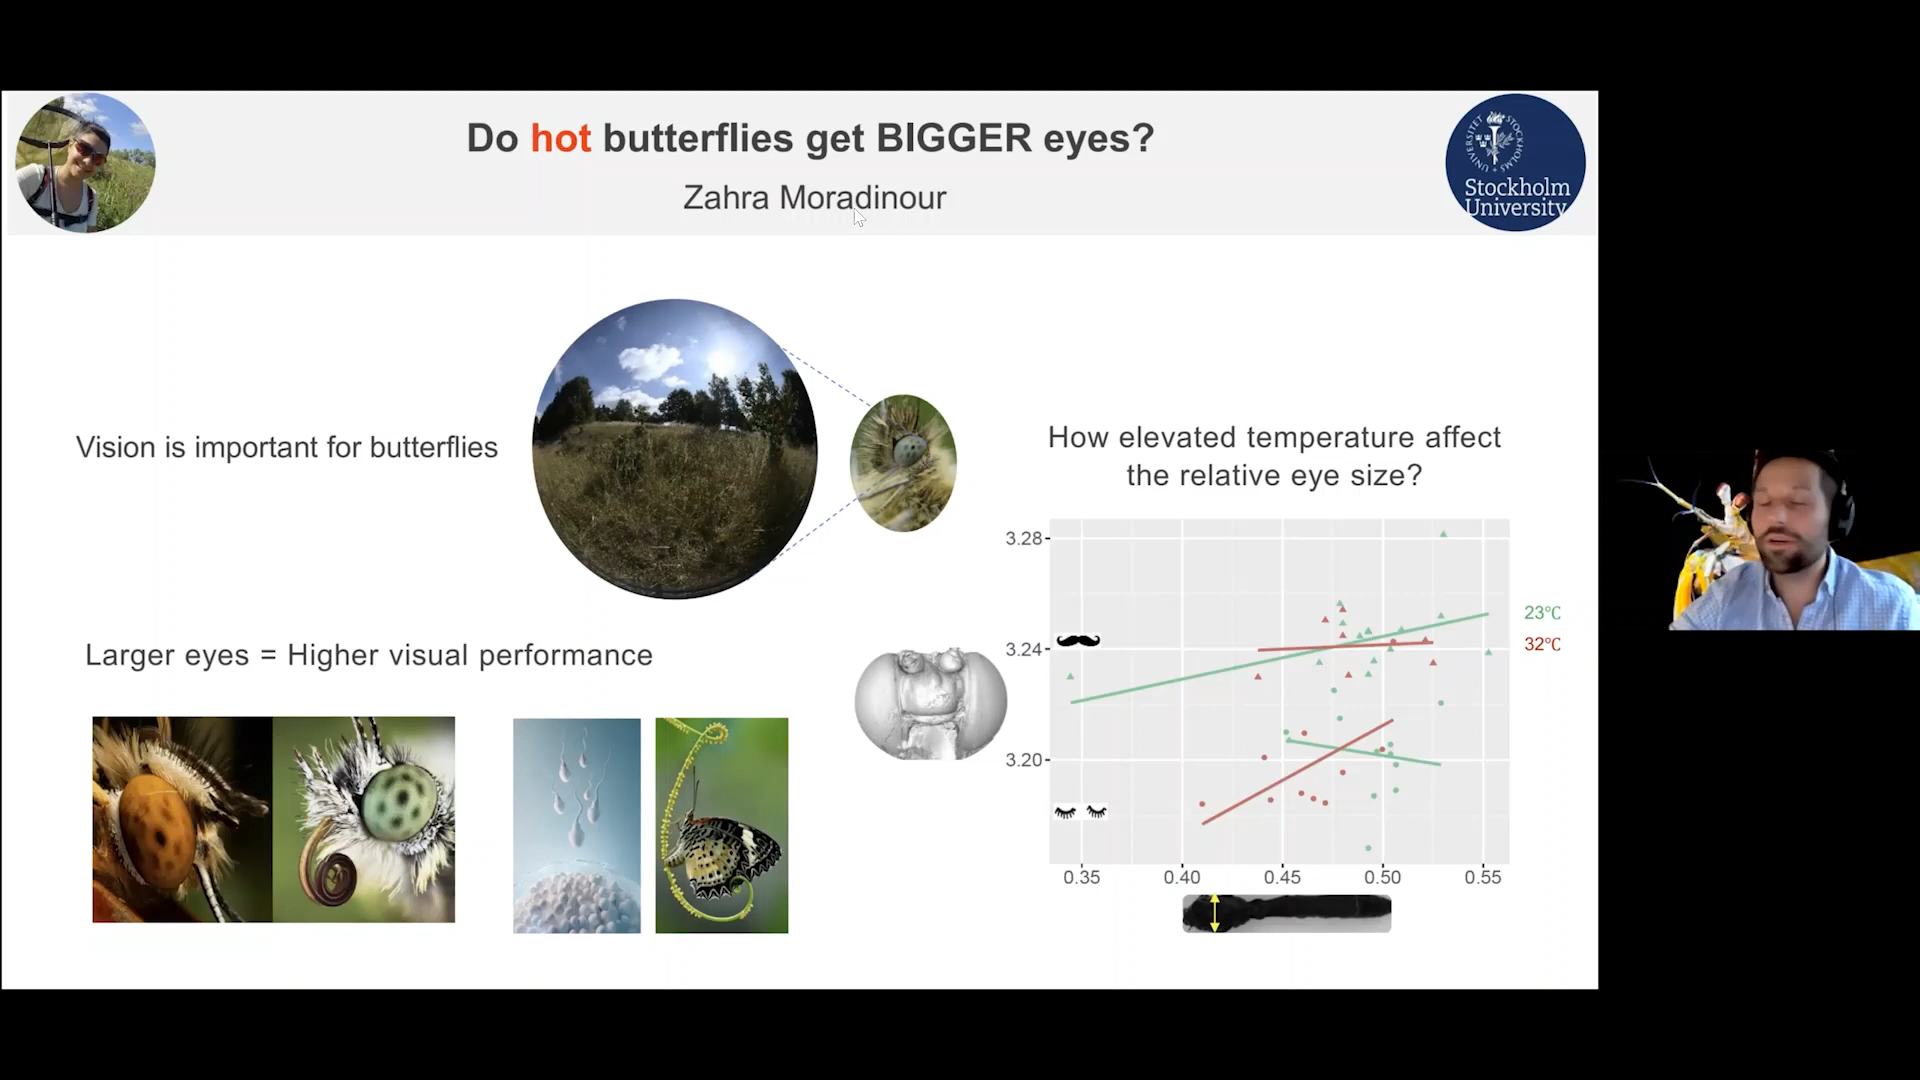 Do hot butterflies get BIGGER eyes?
Zahra Moradinour
UNIVERSITET STOCKHOLMS
Stockholm
University
Vision is important for butterflies
How elevated temperature affect
the relative eye size?
3.28
23°C
32°C
3.24
3.20
0.35 0.40 0.45 0.50 0.55
Larger eyes = Higher visual performance